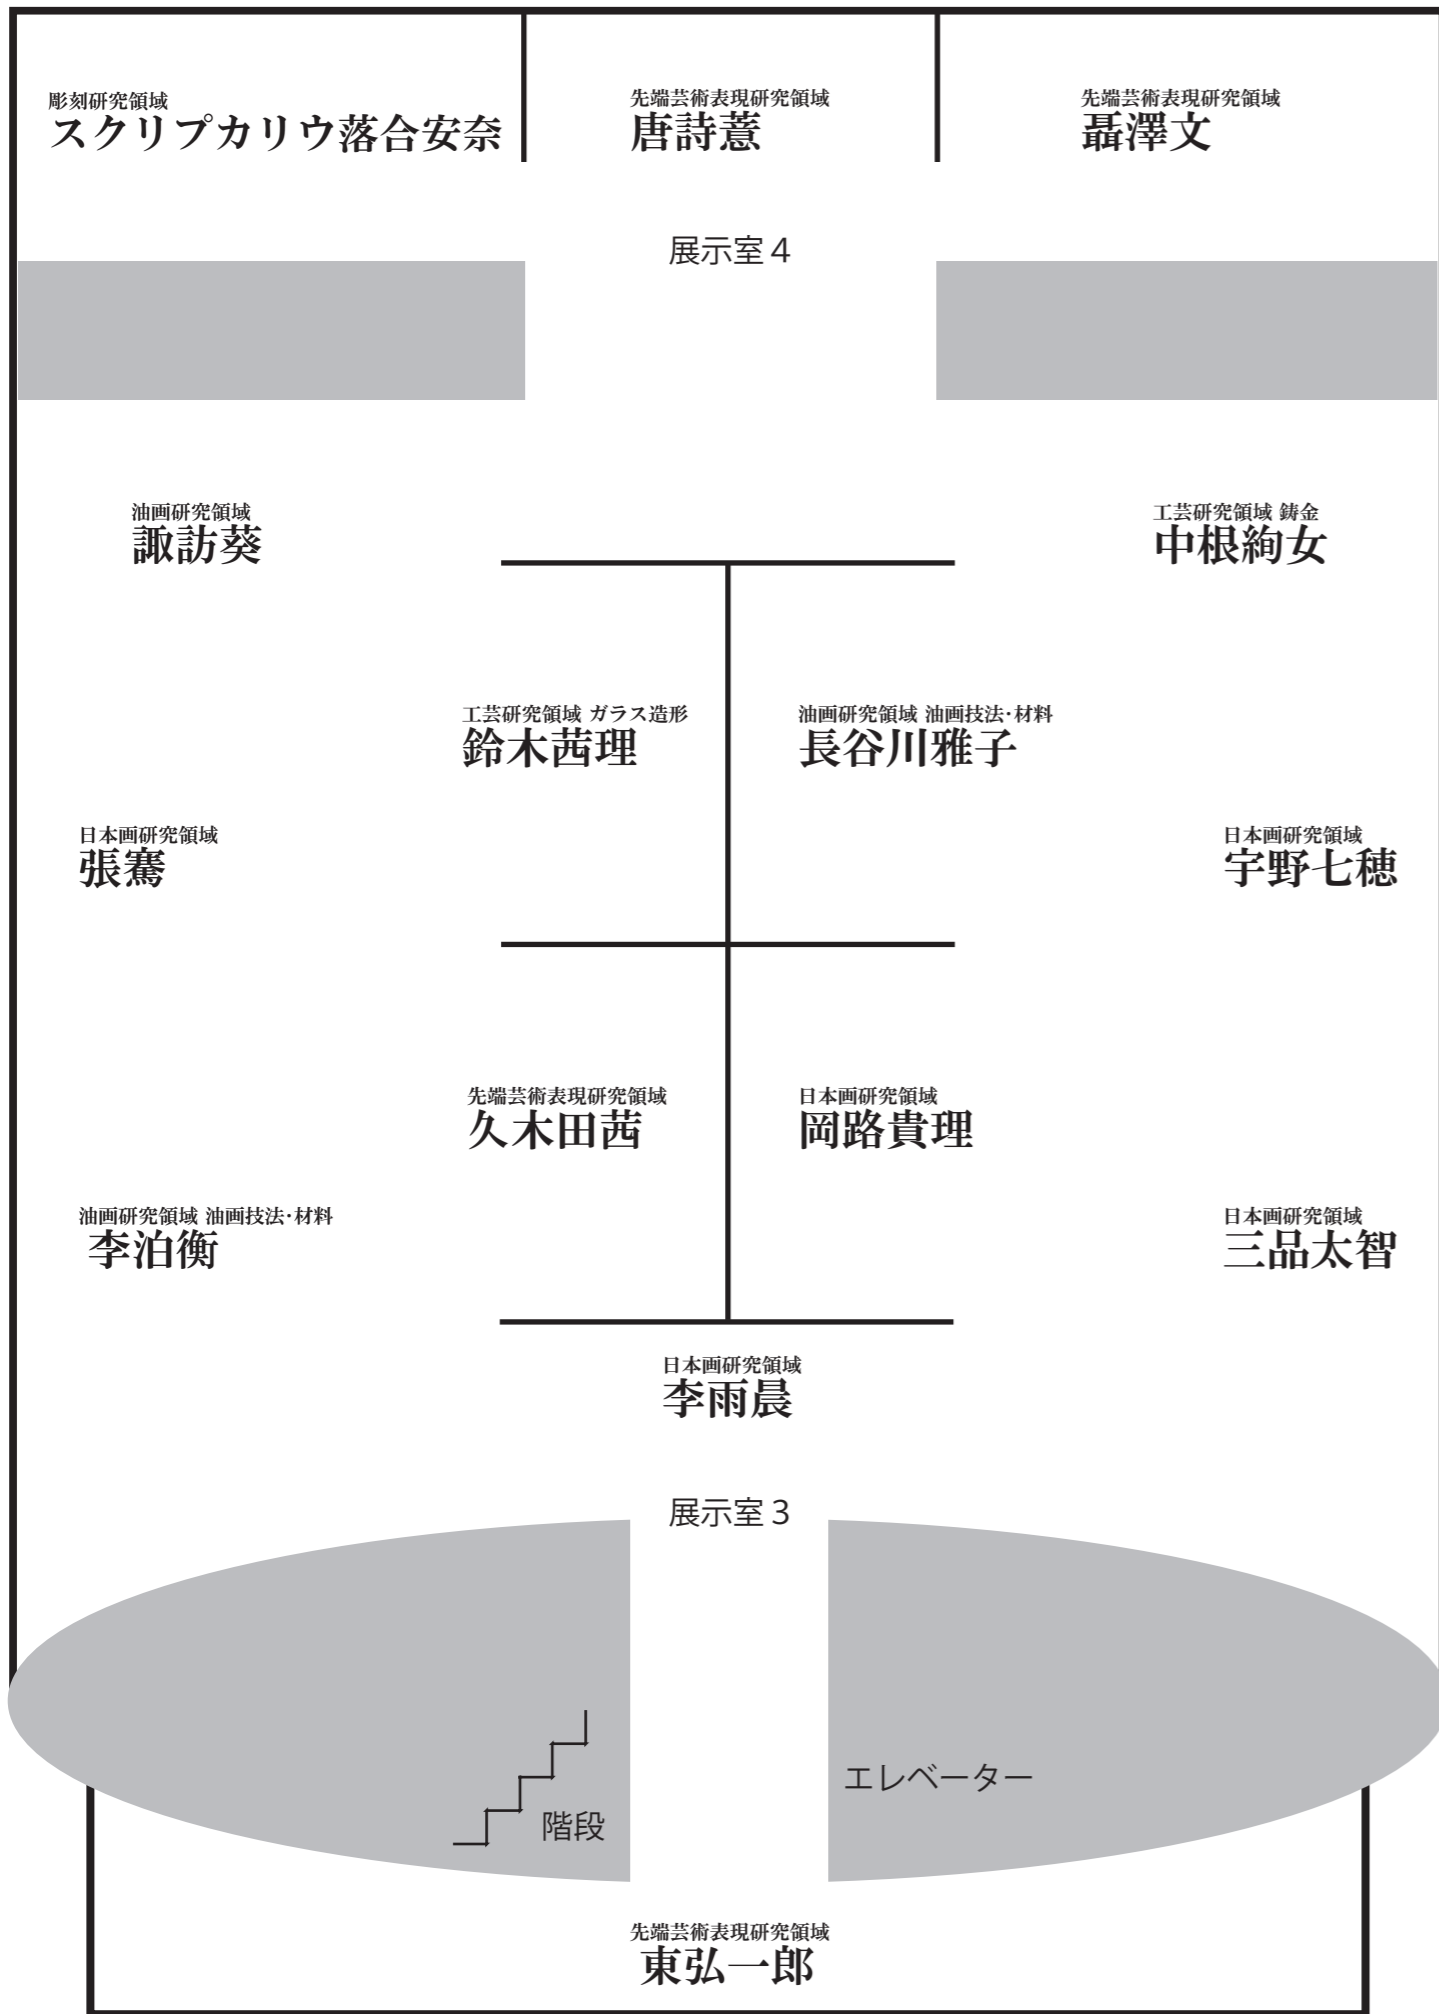 彫刻研究領域
スクリプカリウ落合安奈
先端芸術表現研究領域
唐詩薏
先端芸術表現研究領域
聶澤文
展示室4
油画研究領域
諏訪葵
工芸研究領域 鋳金
中根絢女
工芸研究領域 ガラス造形
鈴木茜理
油画研究領域 油画技法・材料
長谷川雅子
日本画研究領域
張騫
日本画研究領域
宇野七穂
先端芸術表現研究領域
久木田茜
日本画研究領域
岡路貴理
油画研究領域 油画技法・材料
李泊衡
日本画研究領域
三品太智
日本画研究領域
李雨晨
展示室3
エレベーター
階段
先端芸術表現研究領域
東弘一郎